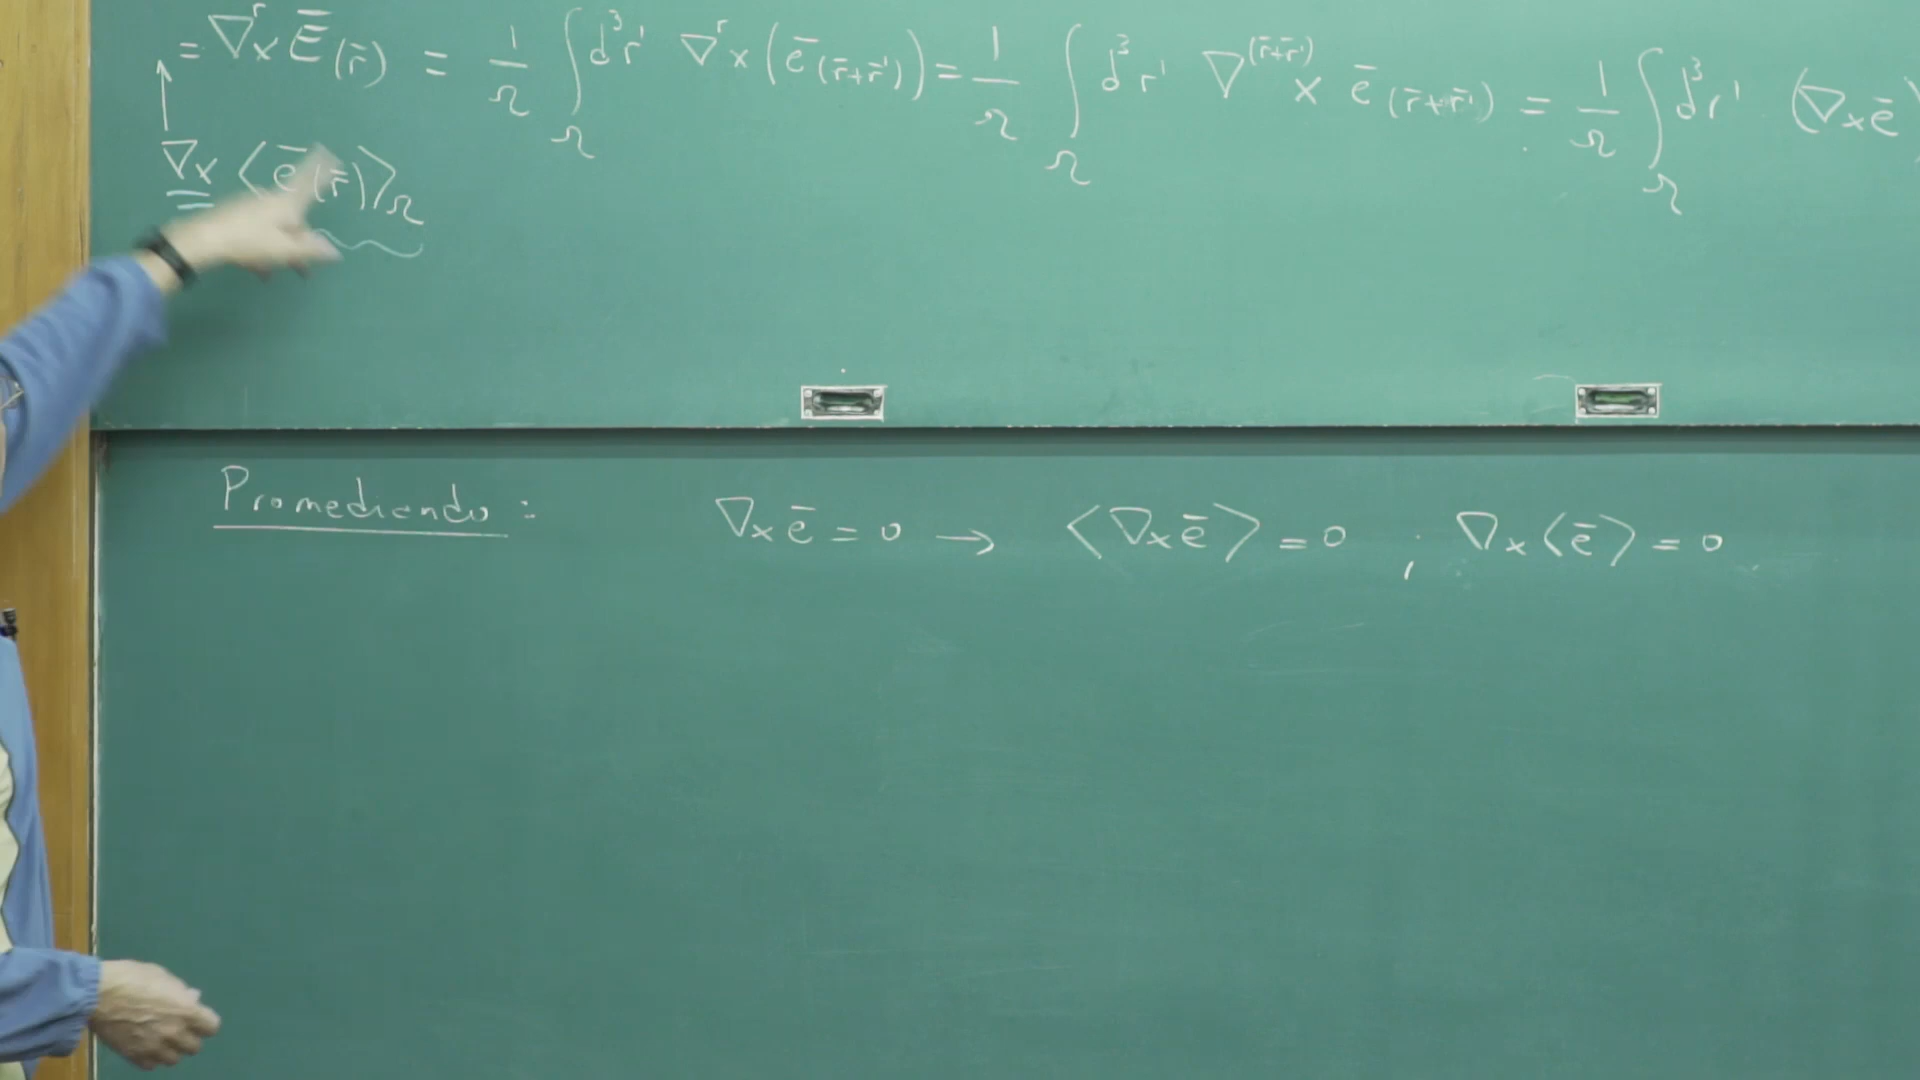 = ∇^r × Ē(r̄) = 1/Ω ∫_Ω d³r' ∇^r × (ē(r̄+r̄')) = 1/Ω ∫_Ω d³r' ∇^(r̄+r̄') × ē(r̄+r̄') = 1/Ω ∫_Ω d³r' (∇×ē)
∇× ⟨ē(r̄)⟩_Ω
Promediando : ∇×ē = 0 → ⟨∇×ē⟩ = 0 ; ∇×⟨ē⟩ = 0